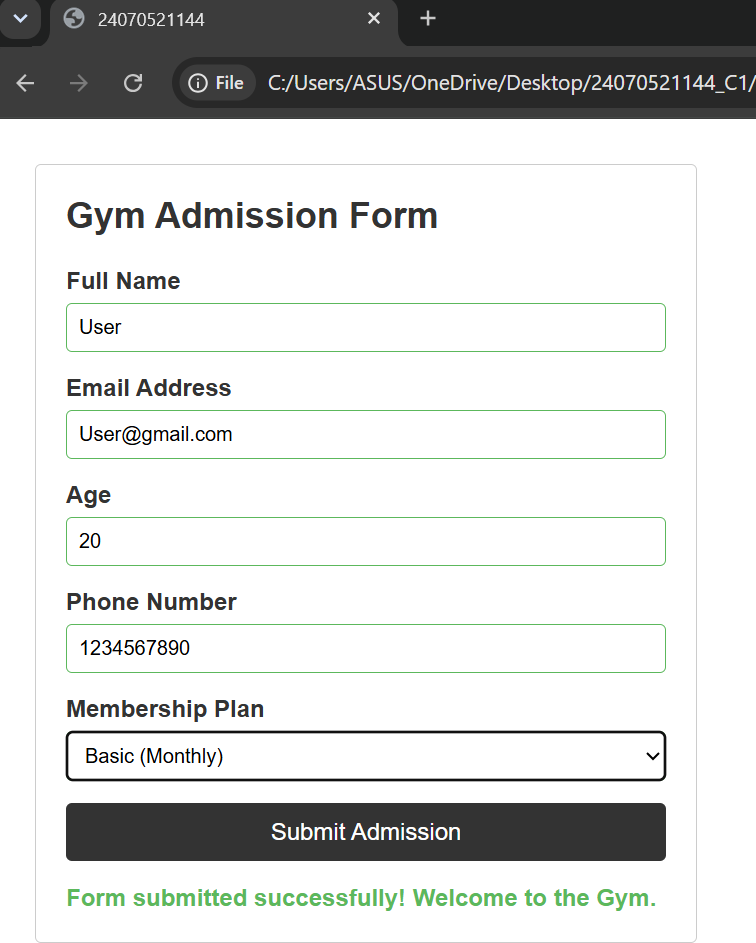 24070521144
File C:/Users/ASUS/OneDrive/Desktop/24070521144_C1/
Gym Admission Form
Full Name
User
Email Address
User@gmail.com
Age
20
Phone Number
1234567890
Membership Plan
Basic (Monthly)
Submit Admission
Form submitted successfully! Welcome to the Gym.